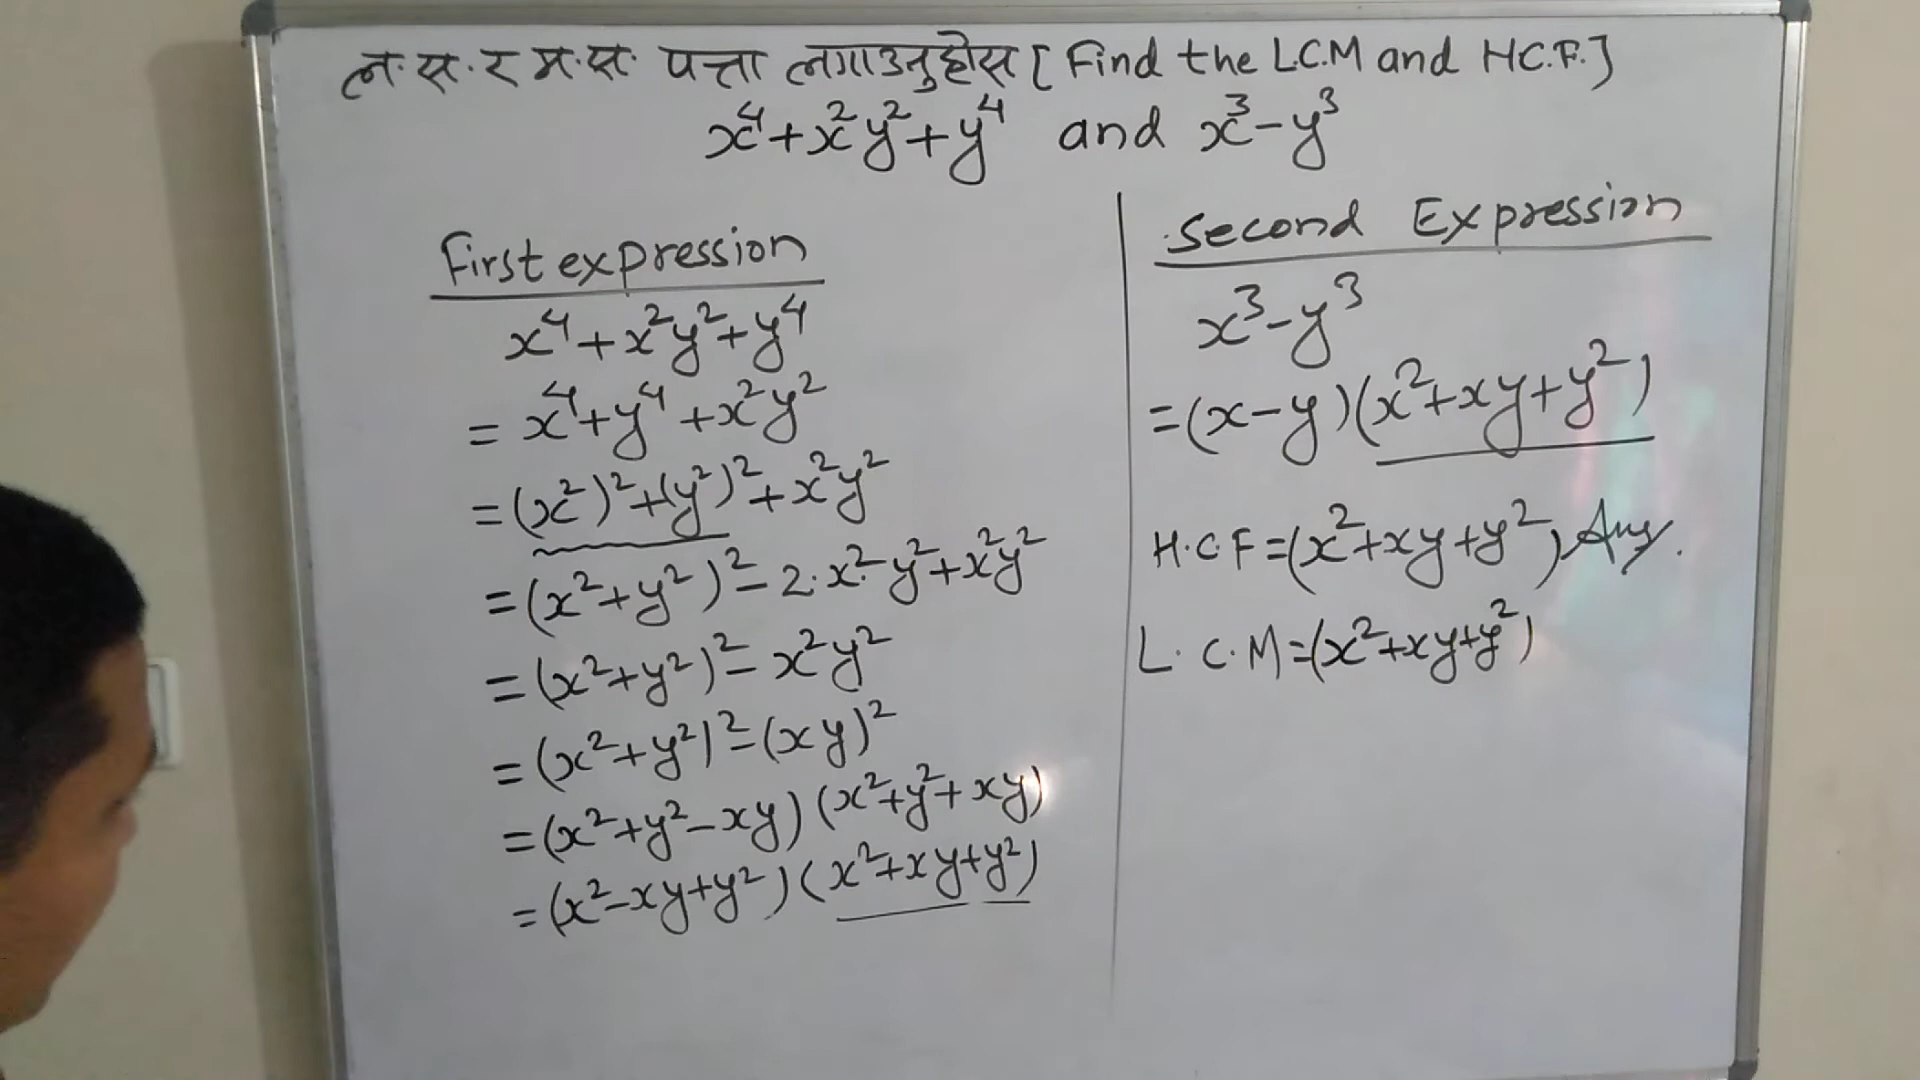 ल.स. र म.स. पत्ता लगाउनुहोस [Find the L.C.M and H.C.F.]
x⁴+x²y²+y⁴ and x³-y³
First expression
x⁴+x²y²+y⁴
= x⁴+y⁴+x²y²
= (x²)²+(y²)²+x²y²
= (x²+y²)²-2.x².y²+x²y²
= (x²+y²)²-x²y²
= (x²+y²)²-(xy)²
= (x²+y²-xy)(x²+y²+xy)
= (x²-xy+y²)(x²+xy+y²)
Second Expression
x³-y³
= (x-y)(x²+xy+y²)
H.C.F=(x²+xy+y²) Ans.
L.C.M=(x²+xy+y²)